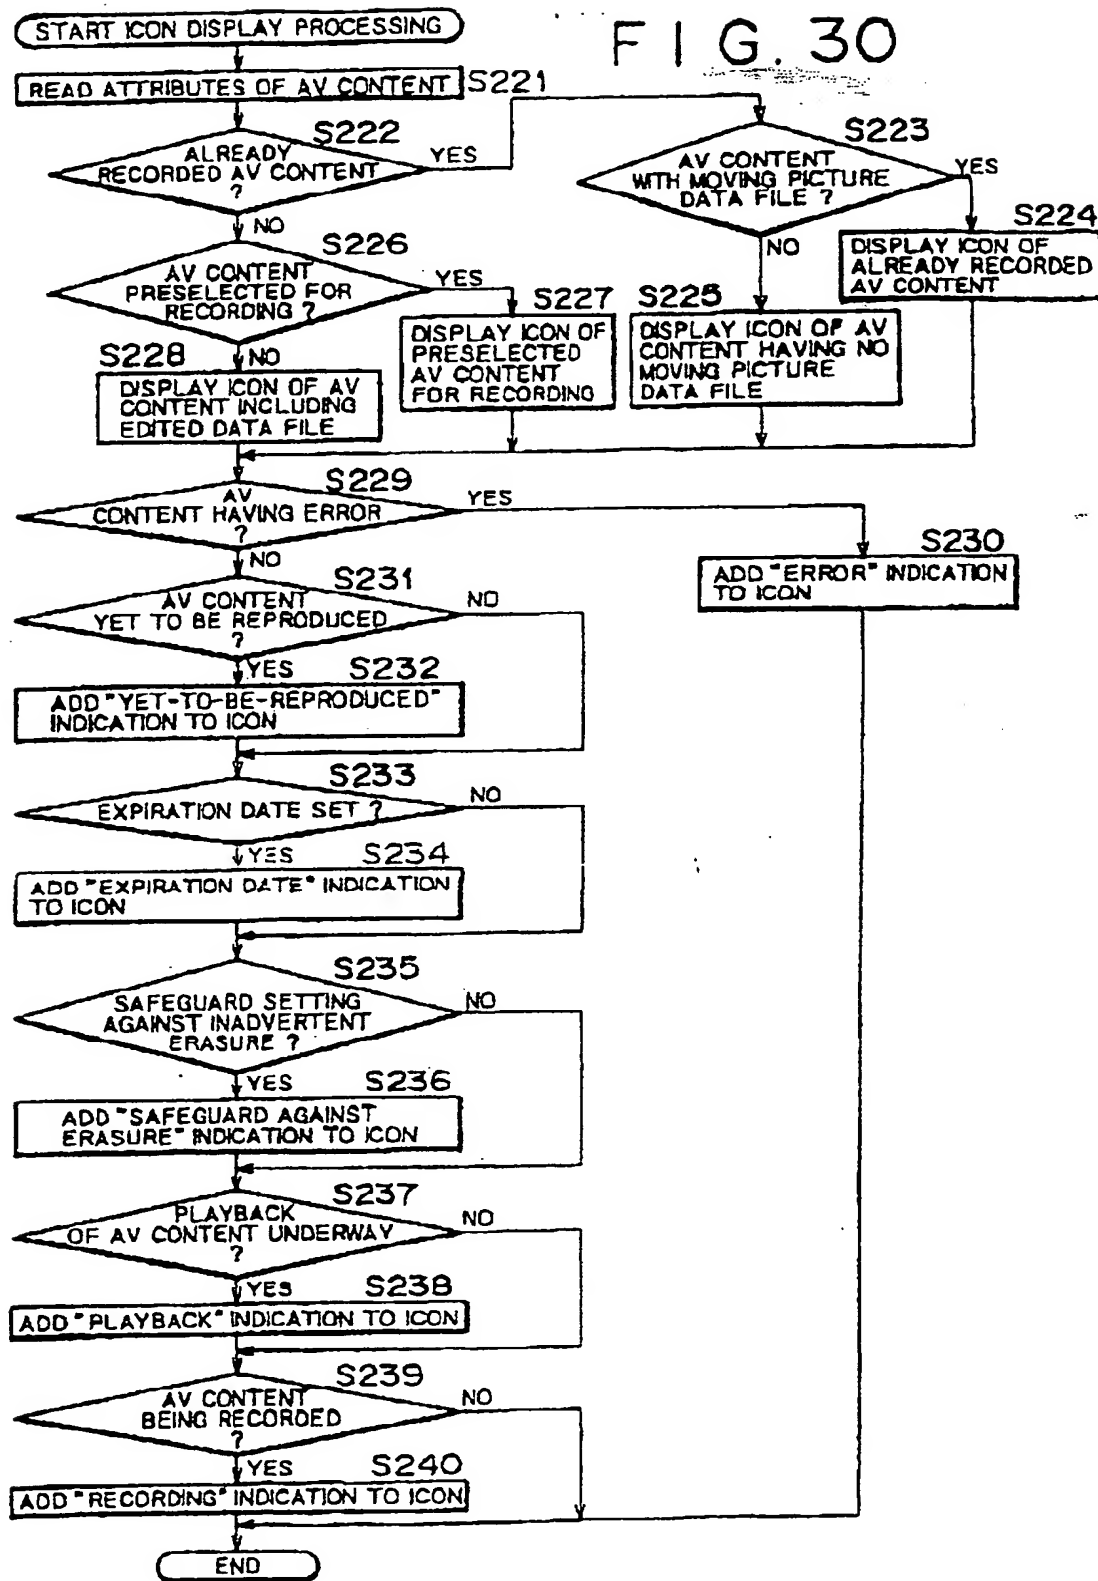 FIG. 30
START ICON DISPLAY PROCESSING
READ ATTRIBUTES OF AV CONTENT
S221
S222
ALREADY
RECORDED AV CONTENT
?
YES
NO
S223
AV CONTENT
WITH MOVING PICTURE
DATA FILE ?
YES
NO
S224
DISPLAY ICON OF
ALREADY RECORDED
AV CONTENT
S225
DISPLAY ICON OF AV
CONTENT HAVING NO
MOVING PICTURE
DATA FILE
S226
AV CONTENT
PRESELECTED FOR
RECORDING ?
YES
NO
S227
DISPLAY ICON OF
PRESELECTED
AV CONTENT
FOR RECORDING
S228
DISPLAY ICON OF AV
CONTENT INCLUDING
EDITED DATA FILE
S229
AV
CONTENT HAVING ERROR
?
YES
NO
S230
ADD "ERROR" INDICATION
TO ICON
S231
AV CONTENT
YET TO BE REPRODUCED
?
NO
YES
S232
ADD "YET-TO-BE-REPRODUCED"
INDICATION TO ICON
S233
EXPIRATION DATE SET ?
NO
YES
S234
ADD "EXPIRATION DATE" INDICATION
TO ICON
S235
SAFEGUARD SETTING
AGAINST INADVERTENT
ERASURE ?
NO
YES
S236
ADD "SAFEGUARD AGAINST
ERASURE" INDICATION TO ICON
S237
PLAYBACK
OF AV CONTENT UNDERWAY
?
NO
YES
S238
ADD "PLAYBACK" INDICATION TO ICON
S239
AV CONTENT
BEING RECORDED
?
NO
YES
S240
ADD "RECORDING" INDICATION TO ICON
END